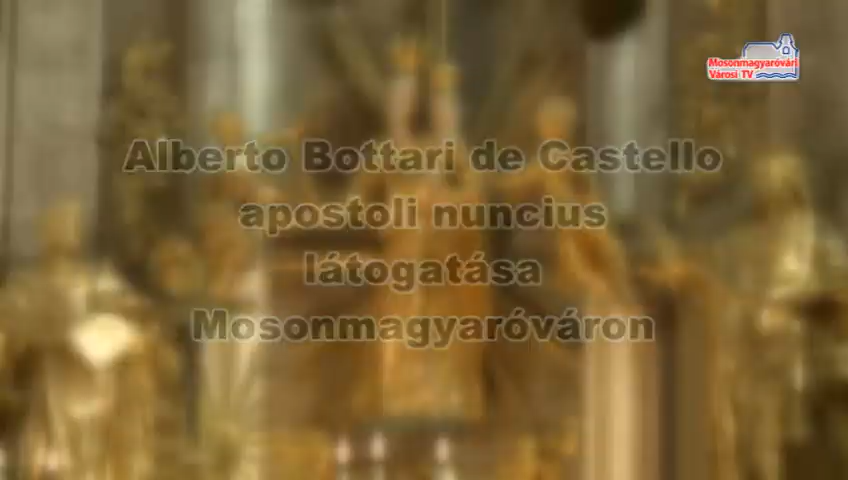 Mosonmagyaróvári
Városi TV
Alberto Bottari de Castello
apostoli nuncius
látogatása
Mosonmagyaróváron